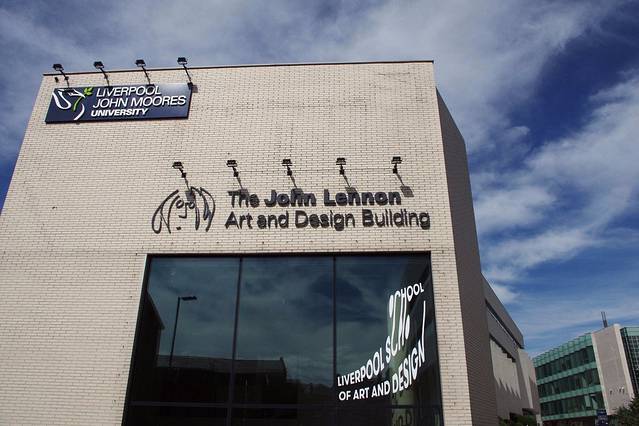 LIVERPOOL
JOHN MOORES
UNIVERSITY
The John Lennon
Art and Design Building
LIVERPOOL SCHOOL
OF ART AND DESIGN